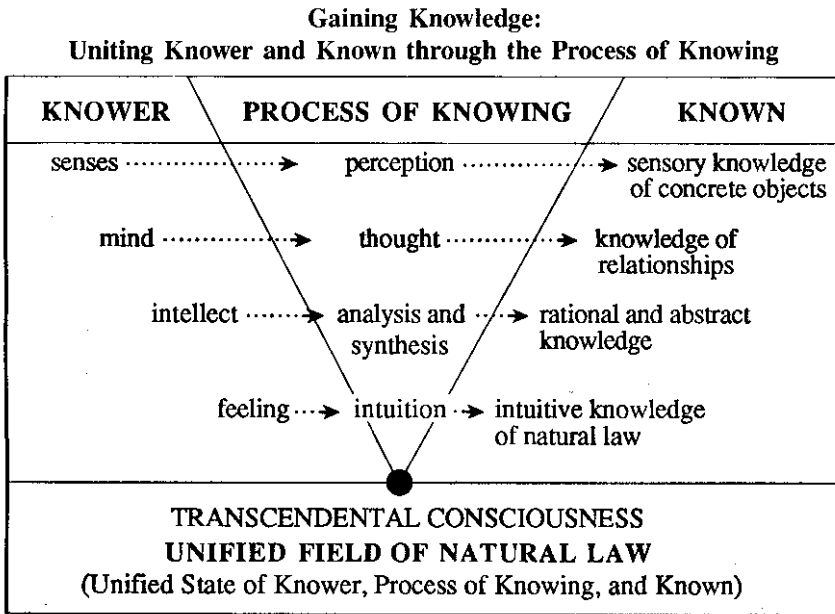 Gaining Knowledge:
Uniting Knower and Known through the Process of Knowing
KNOWER PROCESS OF KNOWING KNOWN
senses perception sensory knowledge
of concrete objects
mind thought knowledge of
relationships
intellect analysis and rational and abstract
synthesis knowledge
feeling intuition intuitive knowledge
of natural law
TRANSCENDENTAL CONSCIOUSNESS
UNIFIED FIELD OF NATURAL LAW
(Unified State of Knower, Process of Knowing, and Known)